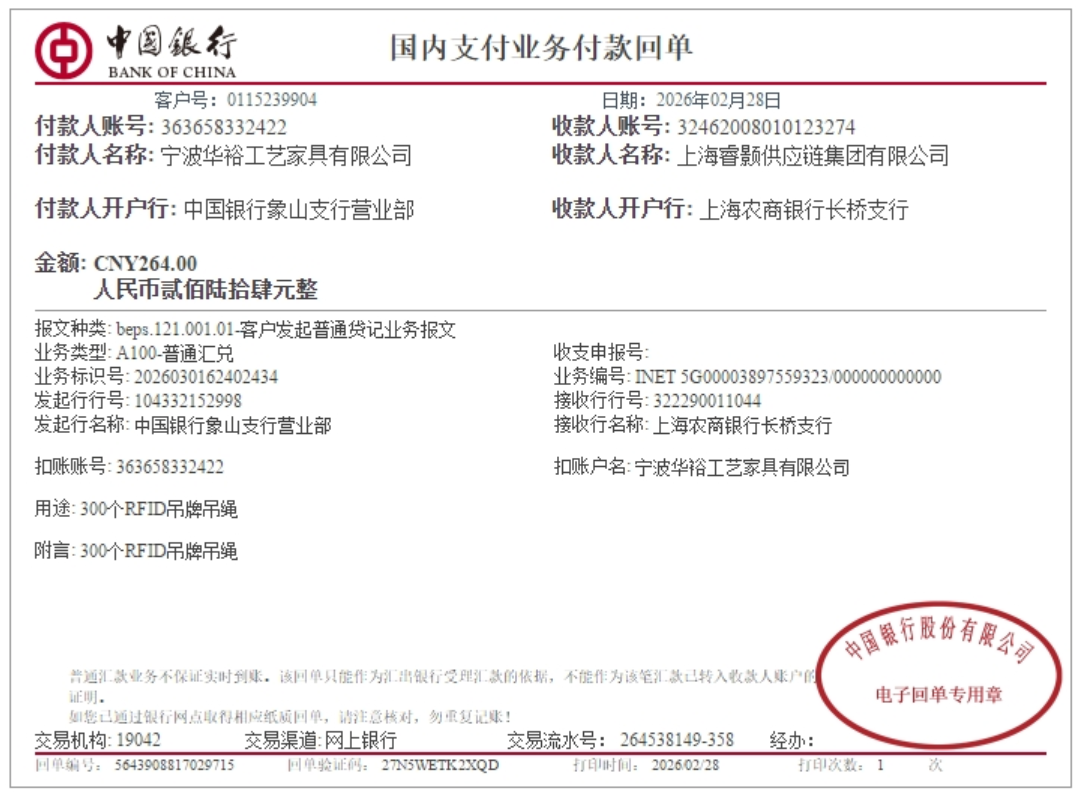 中国银行
BANK OF CHINA
国内支付业务付款回单
客户号：0115239904 日期：2026年02月28日
付款人账号: 363658332422 收款人账号: 32462008010123274
付款人名称: 宁波华裕工艺家具有限公司 收款人名称: 上海睿颢供应链集团有限公司
付款人开户行: 中国银行象山支行营业部 收款人开户行: 上海农商银行长桥支行
金额: CNY264.00
人民币贰佰陆拾肆元整
报文种类: beps.121.001.01-客户发起普通贷记业务报文
业务类型: A100-普通汇兑 收支申报号:
业务标识号: 2026030162402434 业务编号: INET 5G00003897559323/000000000000
发起行行号: 104332152998 接收行行号: 322290011044
发起行名称: 中国银行象山支行营业部 接收行名称: 上海农商银行长桥支行
扣账账号: 363658332422 扣账户名: 宁波华裕工艺家具有限公司
用途: 300个RFID吊牌吊绳
附言: 300个RFID吊牌吊绳
中国银行股份有限公司
电子回单专用章
普通汇款业务不保证实时到账。该回单只能作为汇出银行受理汇款的依据，不能作为该笔汇款已转入收款人账户的
证明。
如您已通过银行网点取得相应纸质回单，请注意核对，勿重复记账！
交易机构: 19042 交易渠道: 网上银行 交易流水号： 264538149-358 经办：
回单编号： 5643908817029715 回单验证码： 27N5WETK2XQD 打印时间： 2026/02/28 打印次数： 1 次